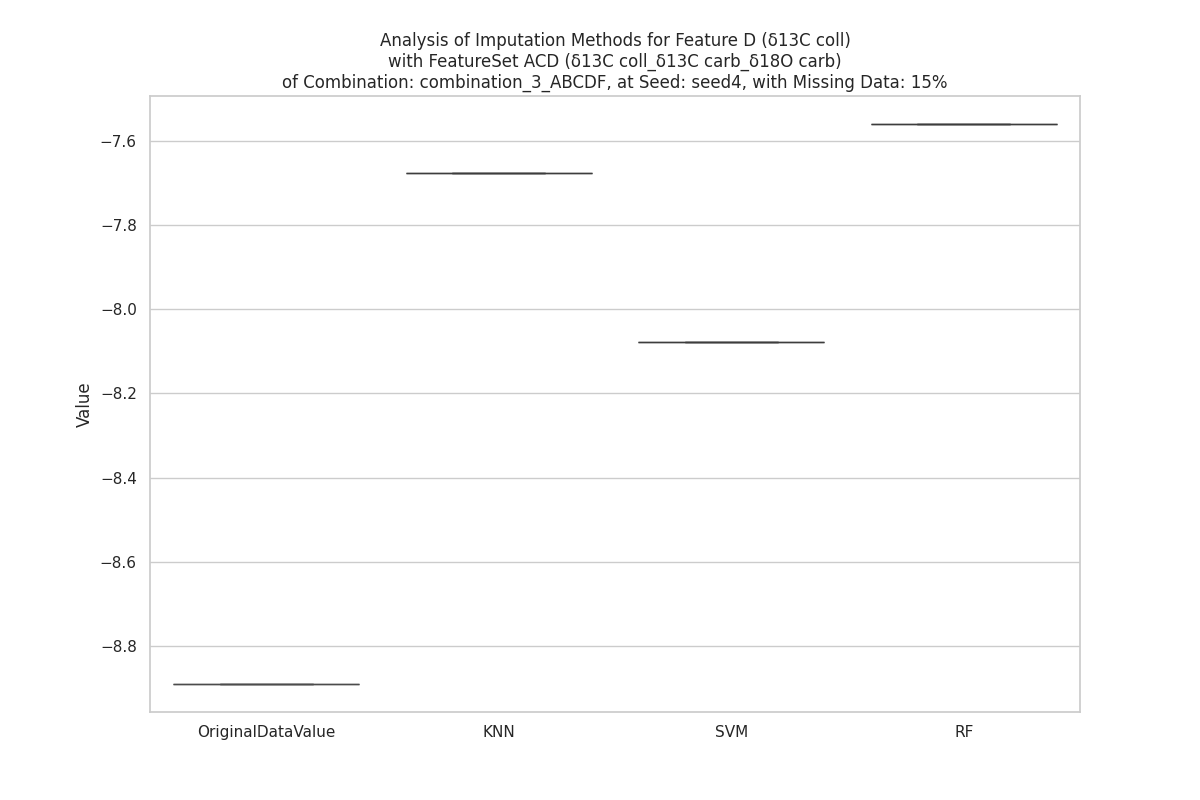 Analysis of Imputation Methods for Feature D (δ13C coll)
with FeatureSet ACD (δ13C coll_δ13C carb_δ18O carb)
of Combination: combination_3_ABCDF, at Seed: seed4, with Missing Data: 15%
−7.6
−7.8
−8.0
−8.2
−8.4
−8.6
−8.8
Value
OriginalDataValue KNN SVM RF